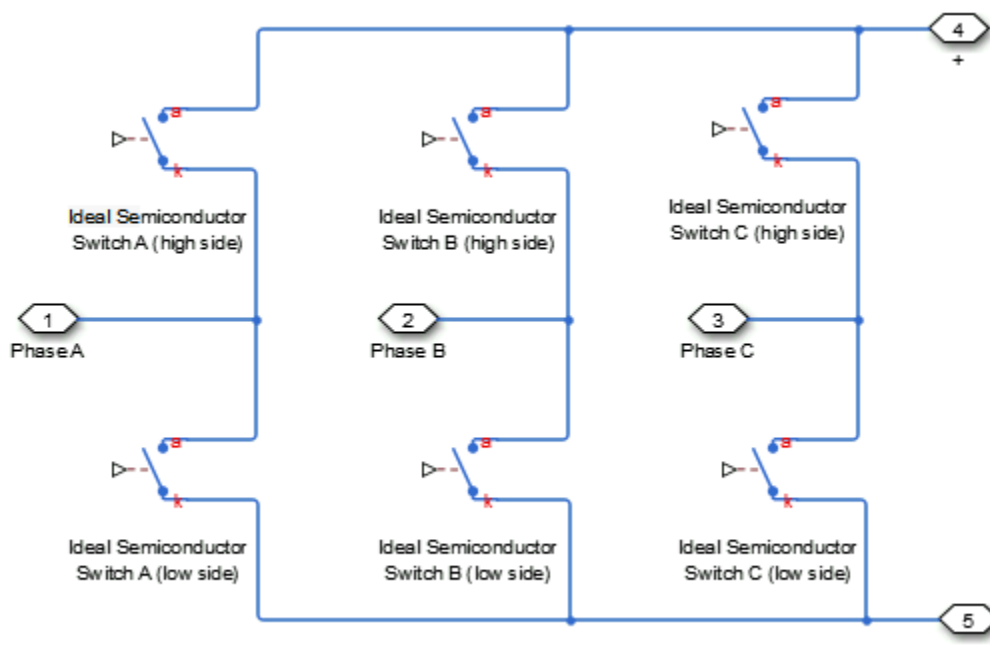 4
+
a
k
Ideal Semiconductor
Switch A (high side)
a
k
Ideal Semiconductor
Switch B (high side)
a
k
Ideal Semiconductor
Switch C (high side)
1
Phase A
2
Phase B
3
Phase C
a
k
Ideal Semiconductor
Switch A (low side)
a
k
Ideal Semiconductor
Switch B (low side)
a
k
Ideal Semiconductor
Switch C (low side)
5